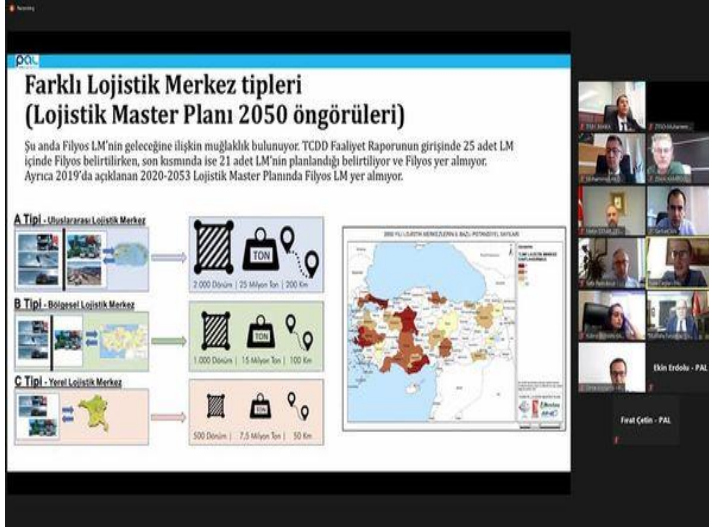 Recording
pal
Farklı Lojistik Merkez tipleri
(Lojistik Master Planı 2050 öngörüleri)
Şu anda Filyos LM'nin geleceğine ilişkin muğlaklık bulunuyor. TCDD Faaliyet Raporunun girişinde 25 adet LM
içinde Filyos belirtilirken, son kısmında ise 21 adet LM'nin planlandığı belirtiliyor ve Filyos yer almıyor.
Ayrıca 2019'da açıklanan 2020-2053 Lojistik Master Planında Filyos LM yer almıyor.
A Tipi - Uluslararası Lojistik Merkez
TON
2.000 Dönüm | 25 Milyon Ton | 200 Km
B Tipi - Bölgesel Lojistik Merkez
TON
1.000 Dönüm | 15 Milyon Ton | 100 Km
C Tipi - Yerel Lojistik Merkez
TON
500 Dönüm | 7,5 Milyon Ton | 50 Km
Ekin Erdolu - PAL
Fırat Çetin - PAL